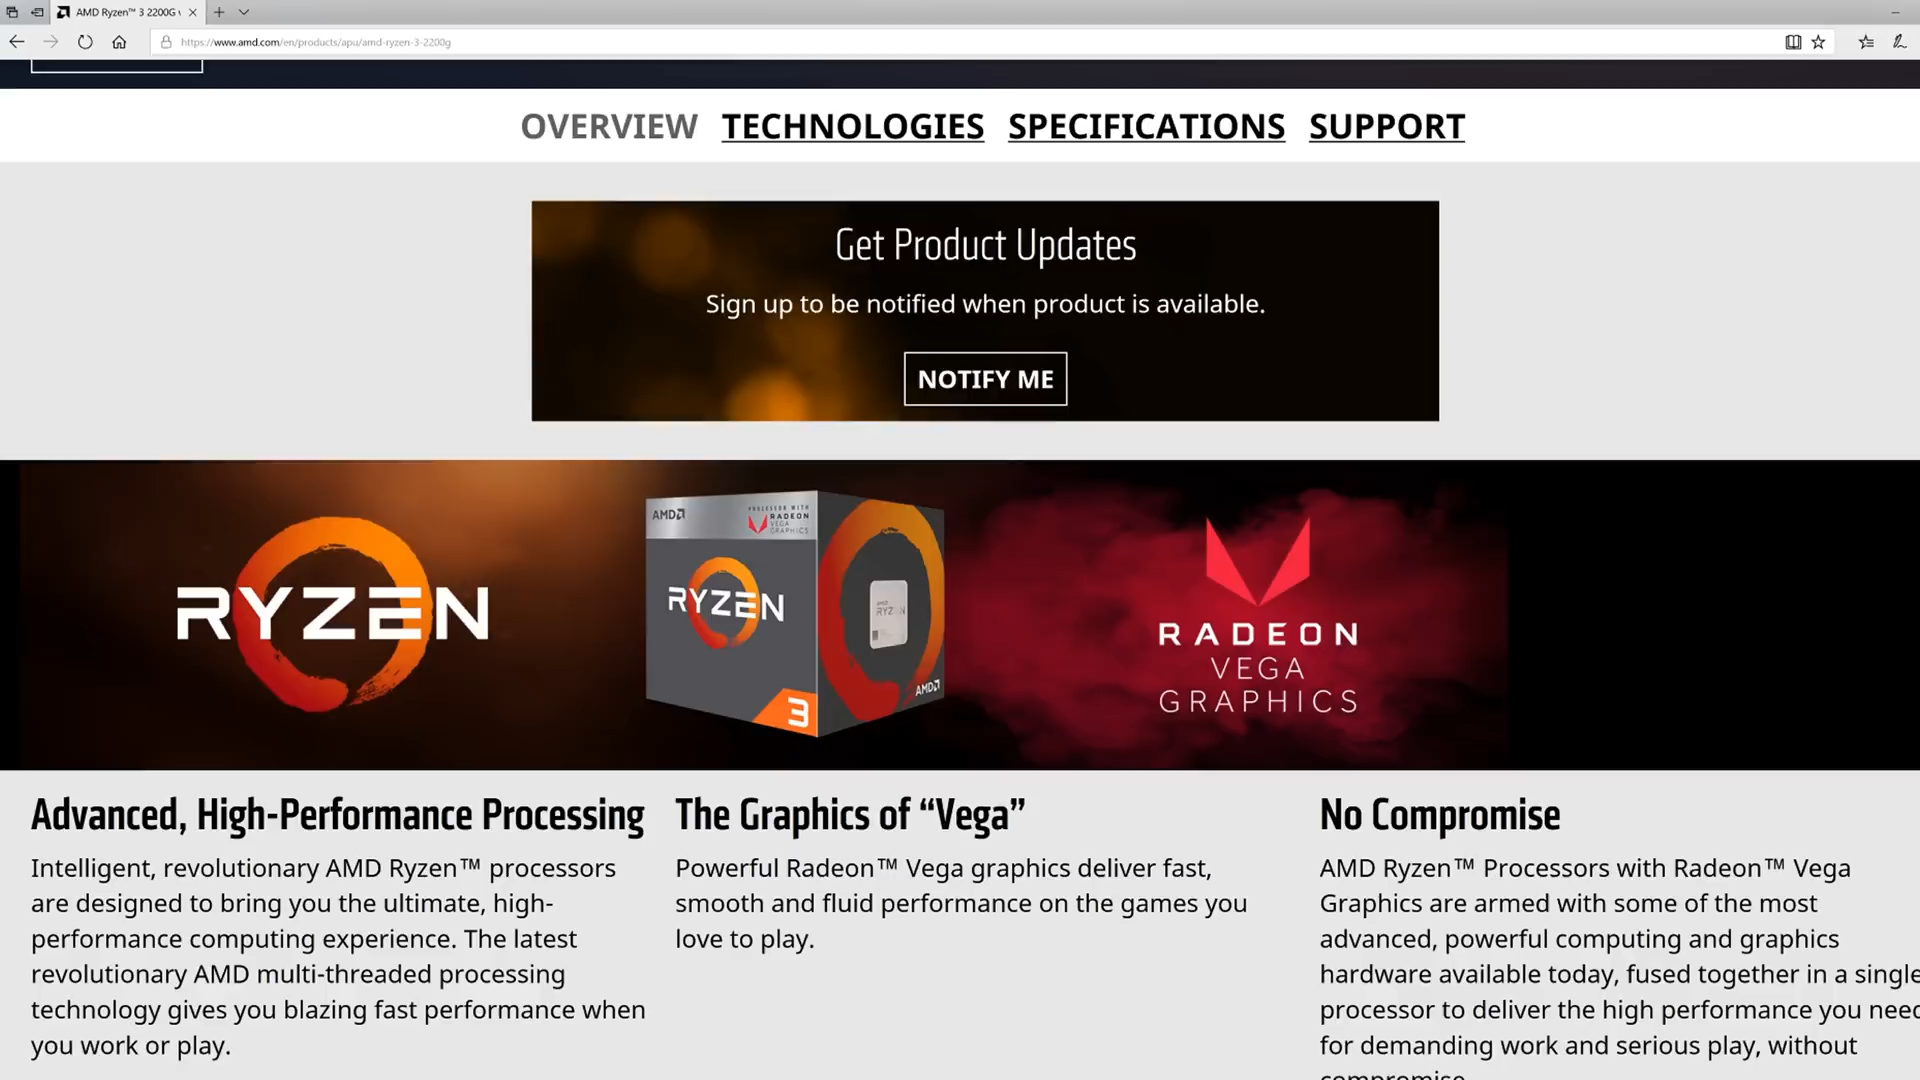 AMD Ryzen™ 3 2200G
https://www.amd.com/en/products/apu/amd-ryzen-3-2200g
OVERVIEW TECHNOLOGIES SPECIFICATIONS SUPPORT
Get Product Updates
Sign up to be notified when product is available.
NOTIFY ME
RYZEN
AMD
PROCESSOR WITH
RADEON
VEGA
GRAPHICS
RYZEN
3
AMD
RYZEN
AMD
RADEON
VEGA
GRAPHICS
Advanced, High-Performance Processing
Intelligent, revolutionary AMD Ryzen™ processors
are designed to bring you the ultimate, high-
performance computing experience. The latest
revolutionary AMD multi-threaded processing
technology gives you blazing fast performance when
you work or play.
The Graphics of “Vega”
Powerful Radeon™ Vega graphics deliver fast,
smooth and fluid performance on the games you
love to play.
No Compromise
AMD Ryzen™ Processors with Radeon™ Vega
Graphics are armed with some of the most
advanced, powerful computing and graphics
hardware available today, fused together in a single
processor to deliver the high performance you need
for demanding work and serious play, without
compromise